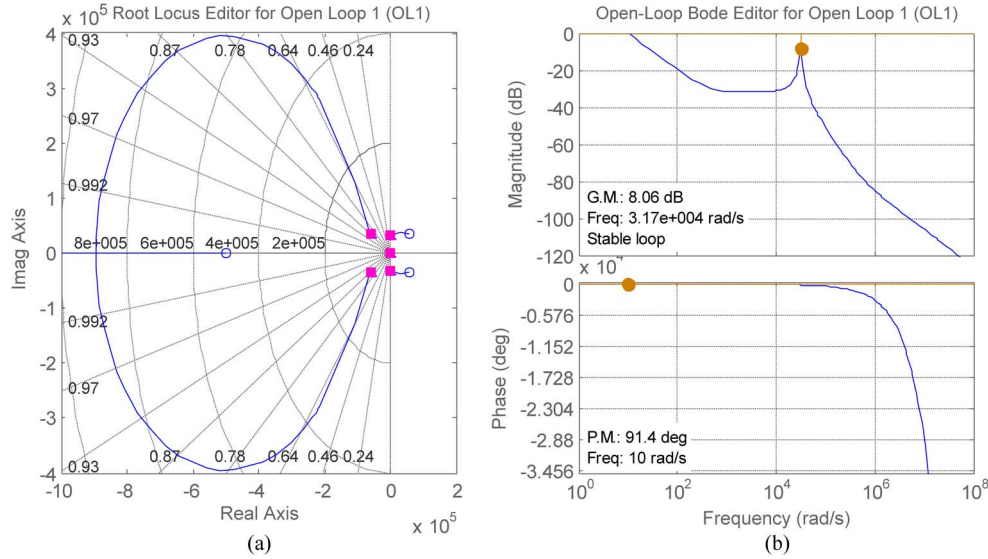 Root Locus Editor for Open Loop 1 (OL1)
x 10^5
4
3
2
1
0
-1
-2
-3
-4
Imag Axis
0.93
0.87
0.78
0.64
0.46
0.24
0.97
0.992
8e+005
6e+005
4e+005
2e+005
0.992
0.97
0.93
0.87
0.78
0.64
0.46
0.24
-10
-8
-6
-4
-2
0
2
Real Axis
x 10^5
(a)
Open-Loop Bode Editor for Open Loop 1 (OL1)
0
-20
-40
-60
-80
-100
-120
Magnitude (dB)
G.M.: 8.06 dB
Freq: 3.17e+004 rad/s
Stable loop
x 10^4
0
-0.576
-1.152
-1.728
-2.304
-2.88
-3.456
Phase (deg)
P.M.: 91.4 deg
Freq: 10 rad/s
10^0
10^2
10^4
10^6
10^8
Frequency (rad/s)
(b)